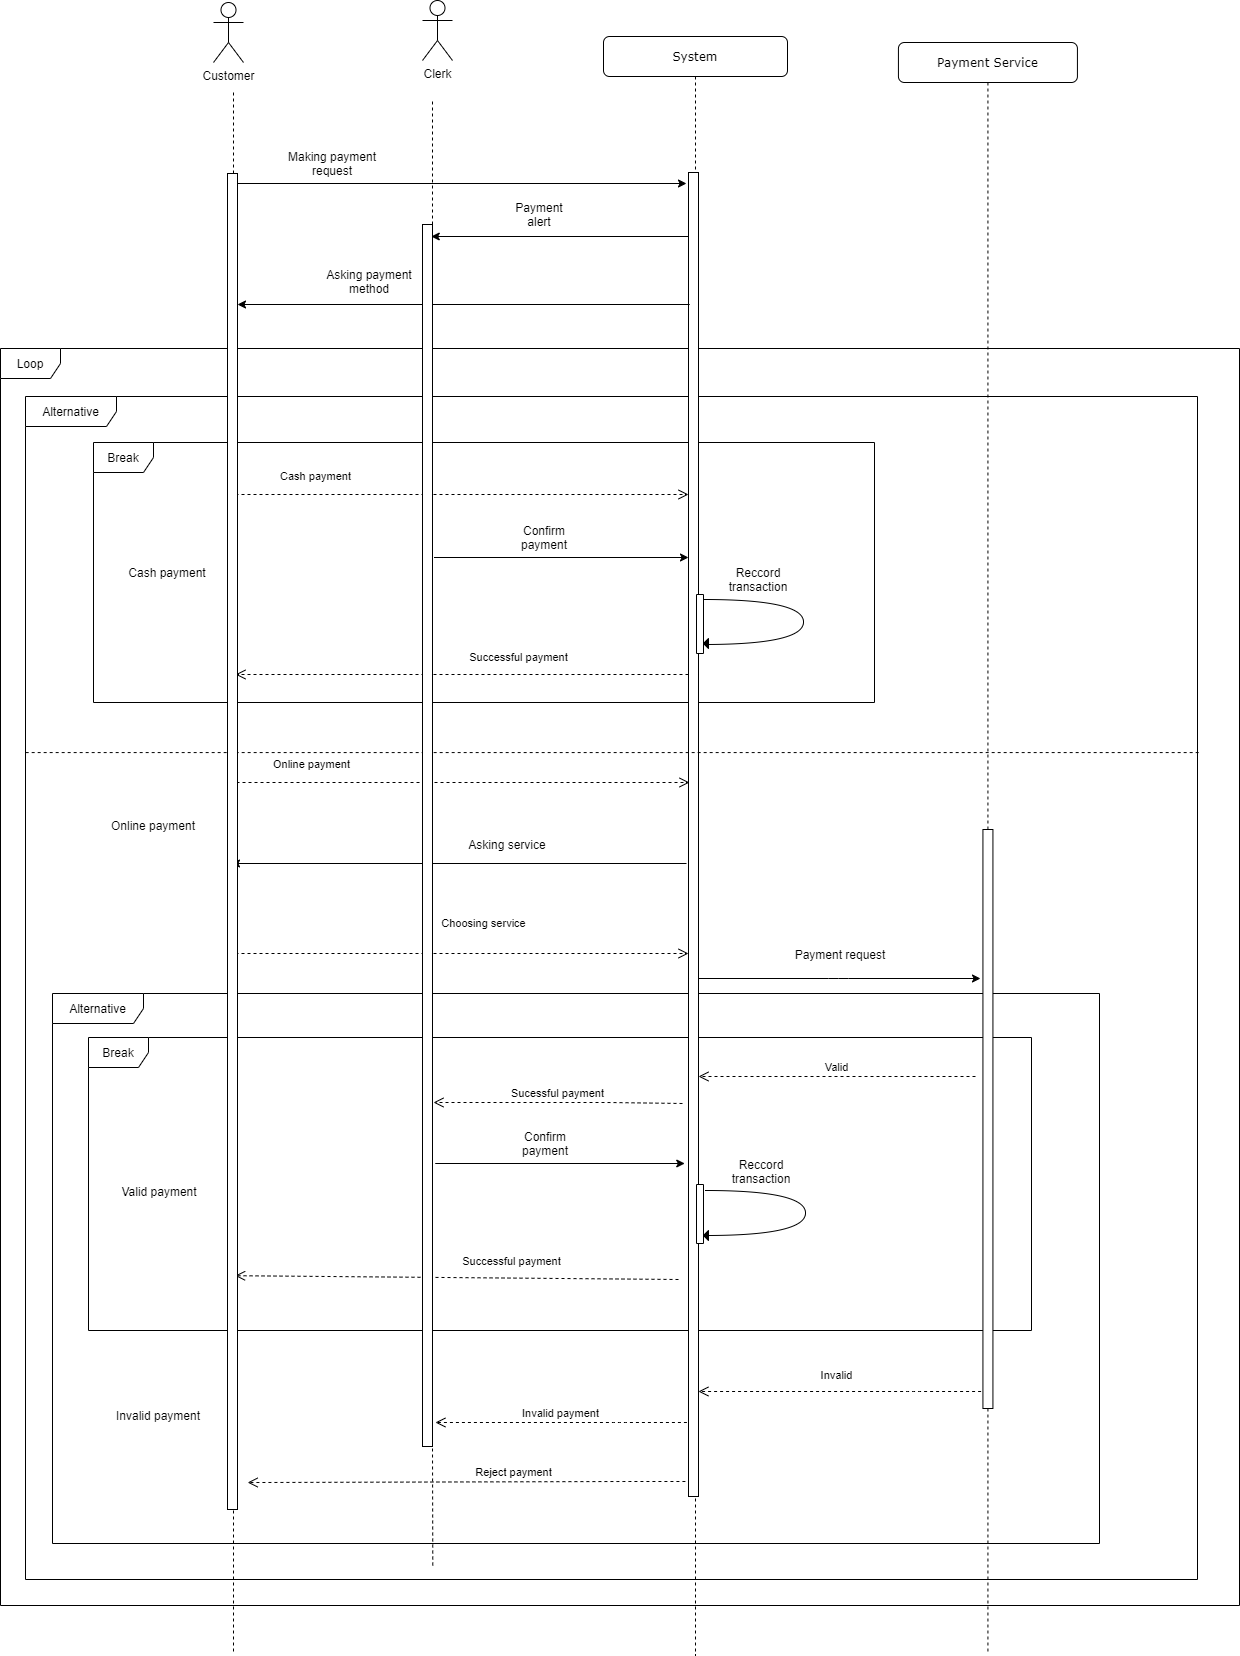 Customer
Clerk
System
Payment Service
Making payment
request
Payment
alert
Asking payment
method
Loop
Alternative
Break
Cash payment
Confirm
payment
Cash payment
Reccord
transaction
Successful payment
Online payment
Online payment
Asking service
Choosing service
Payment request
Alternative
Break
Valid
Sucessful payment
Confirm
payment
Reccord
transaction
Valid payment
Successful payment
Invalid
Invalid payment
Invalid payment
Reject payment